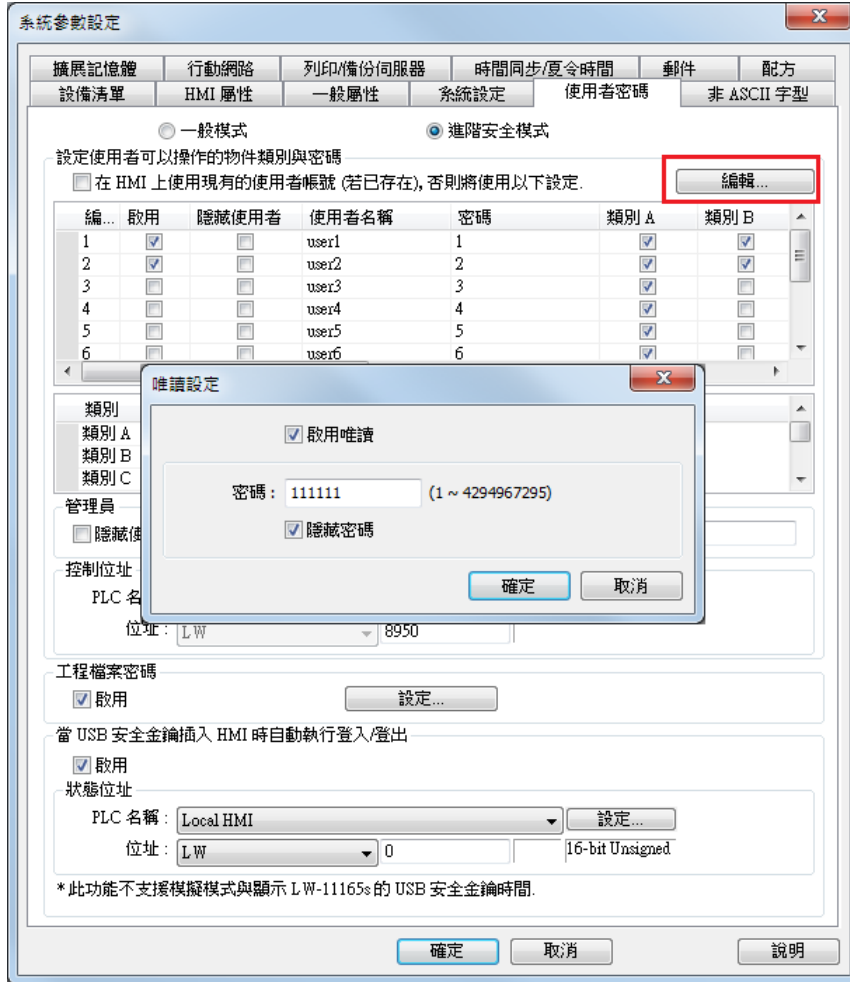 系統參數設定
擴展記憶體 行動網路 列印/備份伺服器 時間同步/夏令時間 郵件 配方
設備清單 HMI 屬性 一般屬性 系統設定 使用者密碼 非 ASCII 字型
一般模式 進階安全模式
設定使用者可以操作的物件類別與密碼
在 HMI 上使用現有的使用者帳號 (若已存在), 否則將使用以下設定. 編輯...
編... 啟用 隱藏使用者 使用者名稱 密碼 類別 A 類別 B
1 user1 1
2 user2 2
3 user3 3
4 user4 4
5 user5 5
6 user6 6
唯讀設定
類別
類別 A
啟用唯讀
類別 B
類別 C
密碼 : 111111 (1 ~ 4294967295)
管理員
隱藏使
隱藏密碼
控制位址
確定 取消
PLC 名
位址 : LW 8950
工程檔案密碼
啟用 設定...
當 USB 安全金鑰插入 HMI 時自動執行登入/登出
啟用
狀態位址
PLC 名稱 : Local HMI 設定...
位址 : LW 0 16-bit Unsigned
* 此功能不支援模擬模式與顯示 LW-11165s 的 USB 安全金鑰時間.
確定 取消 說明